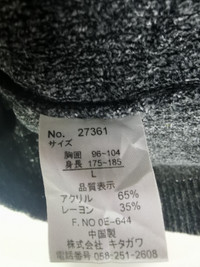 No. 27361
サイズ
胸囲 96~104
身長 175~185
L
品質表示
アクリル 65%
レーヨン 35%
F.NO 0E-644
中国製
株式会社 キタガワ
電話番号 058-251-2608